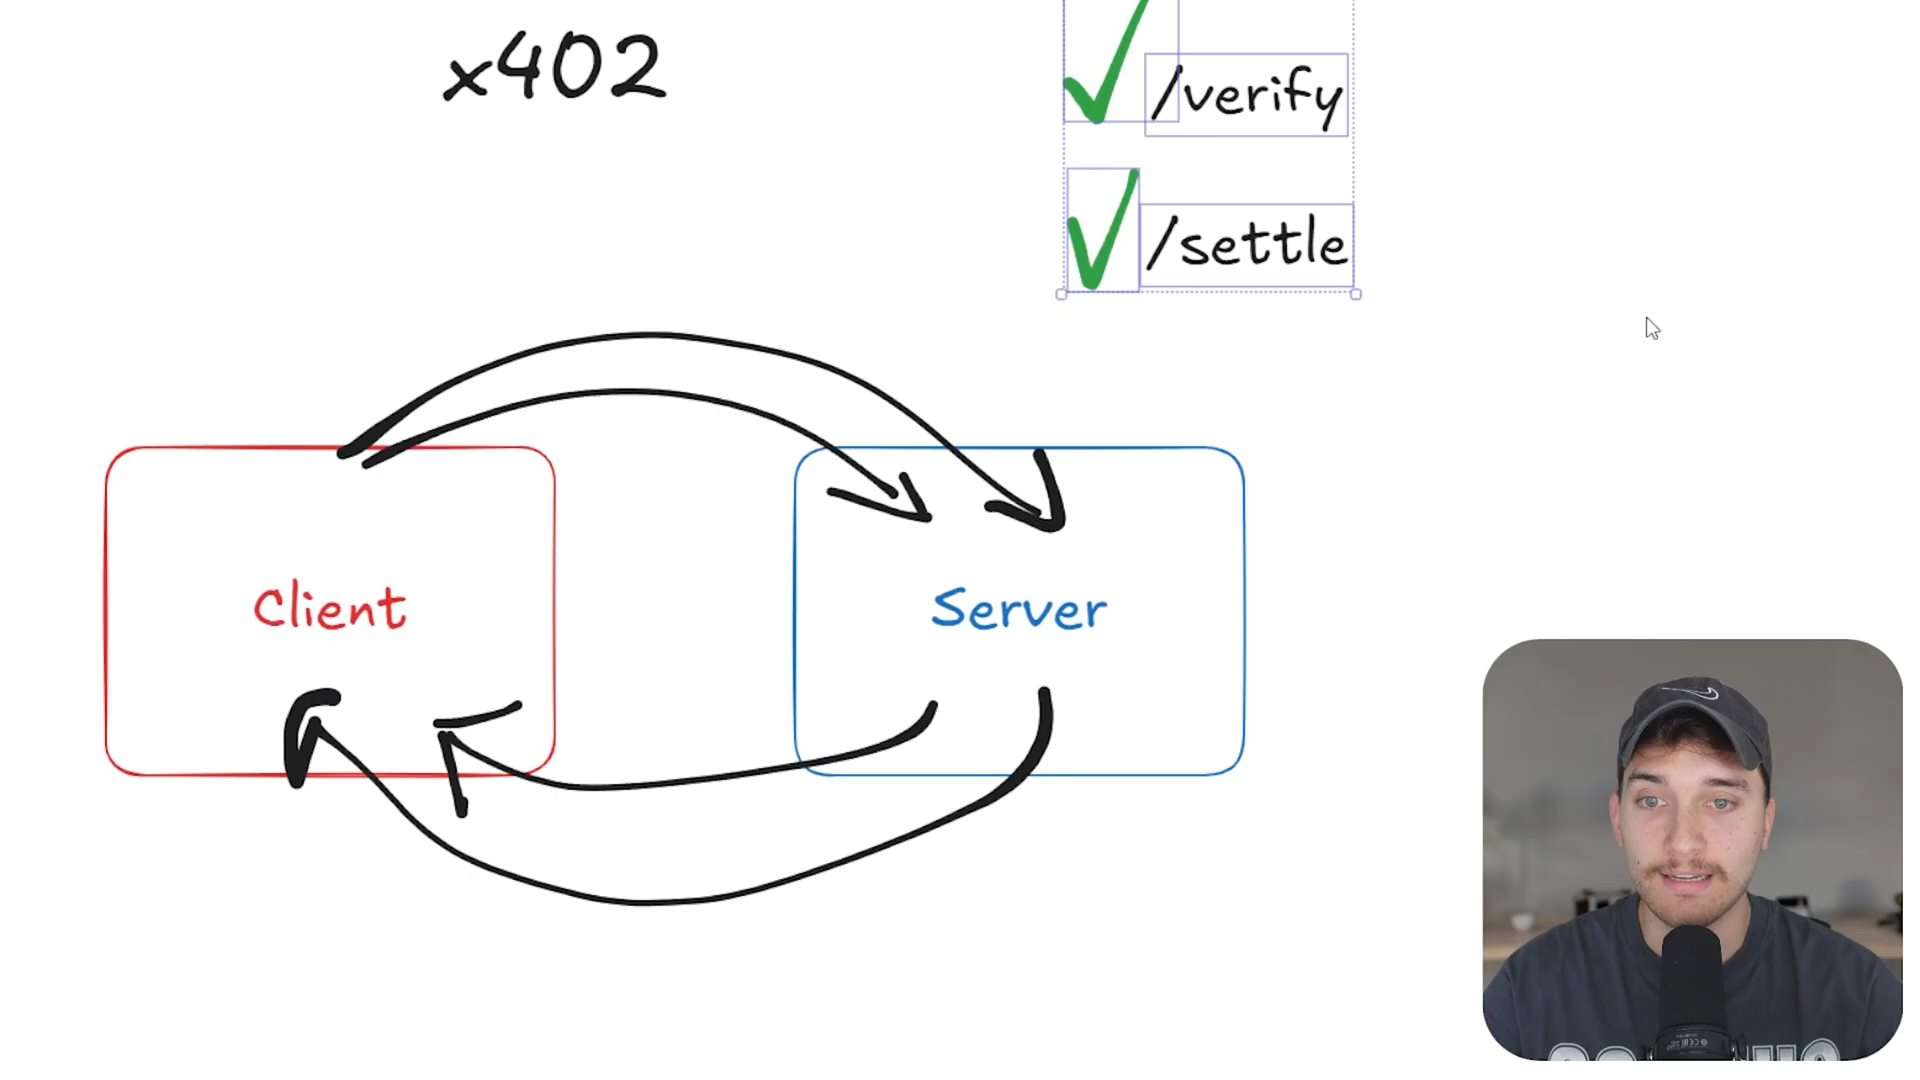 x402
/verify
/settle
Client
Server